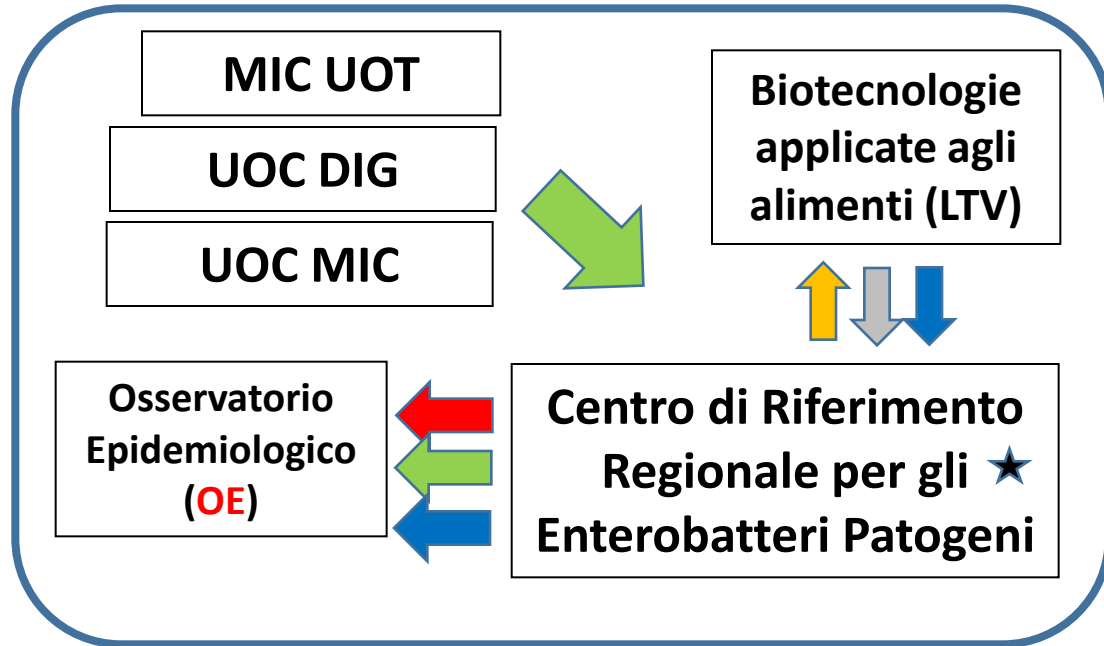 MIC UOT
UOC DIG
UOC MIC
Biotecnologie
applicate agli
alimenti (LTV)
Osservatorio
Epidemiologico
(OE)
Centro di Riferimento
Regionale per gli
Enterobatteri Patogeni